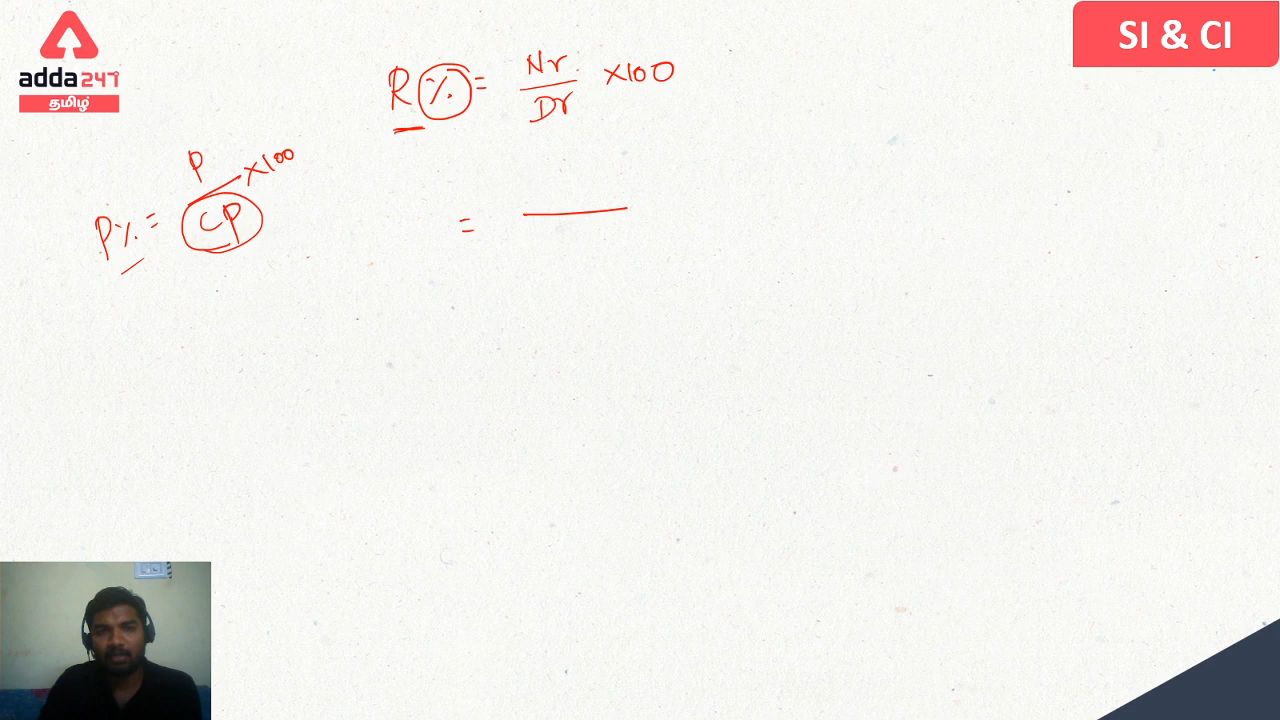 SI & CI
adda247
தமிழ்
R % = Nr/Dr ×100
P% = P/CP ×100
=